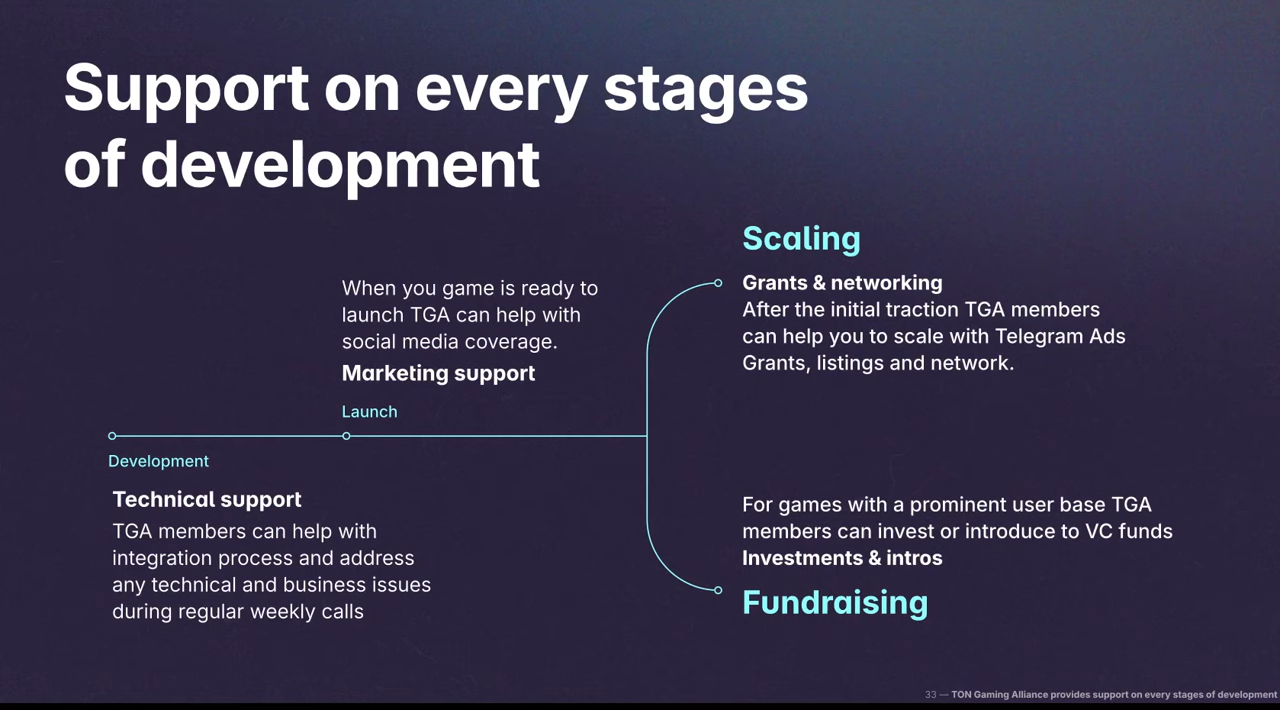 Support on every stages
of development
When you game is ready to
launch TGA can help with
social media coverage.
Marketing support
Launch
Development
Technical support
TGA members can help with
integration process and address
any technical and business issues
during regular weekly calls
Scaling
Grants & networking
After the initial traction TGA members
can help you to scale with Telegram Ads
Grants, listings and network.
For games with a prominent user base TGA
members can invest or introduce to VC funds
Investments & intros
Fundraising
33 — TON Gaming Alliance provides support on every stages of development